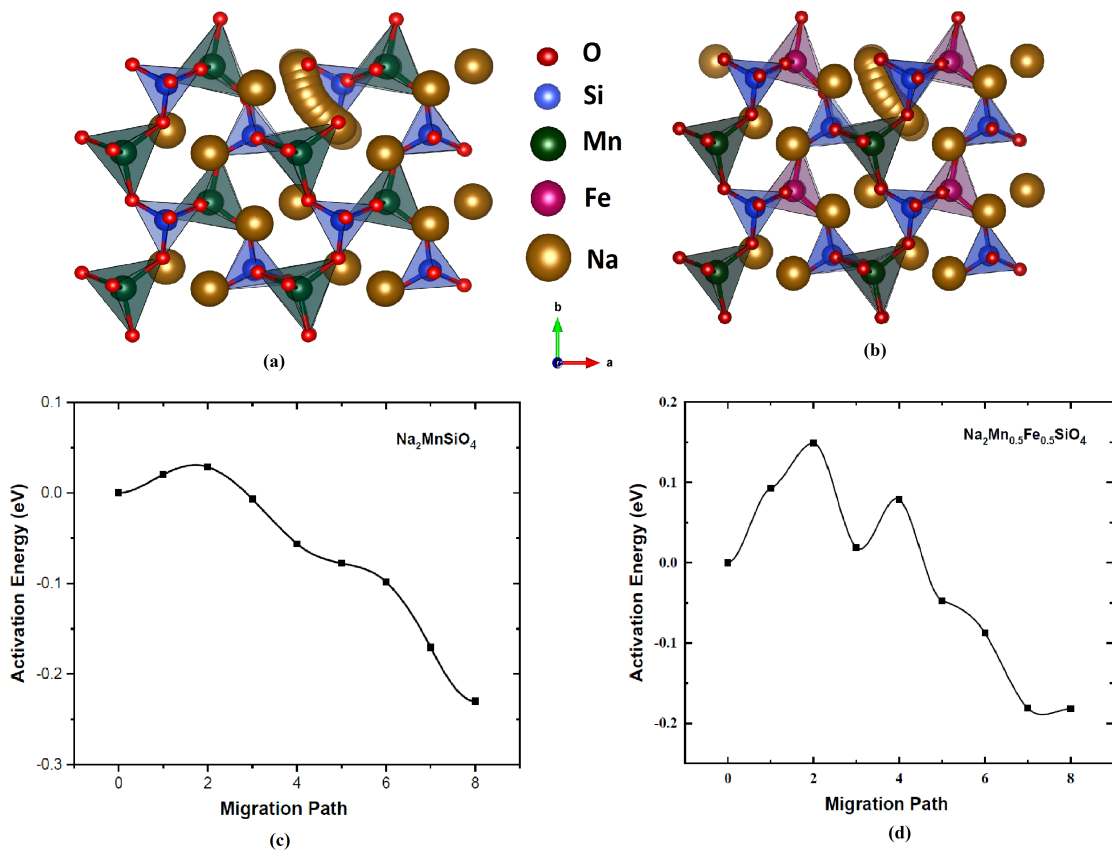 O
Si
Mn
Fe
Na
b
a
(a)
(b)
0.1
0.0
-0.1
-0.2
-0.3
Activation Energy (eV)
Na₂MnSiO₄
0 2 4 6 8
Migration Path
(c)
0.2
0.1
0.0
-0.1
-0.2
Activation Energy (eV)
Na₂Mn₀.₅Fe₀.₅SiO₄
0 2 4 6 8
Migration Path
(d)